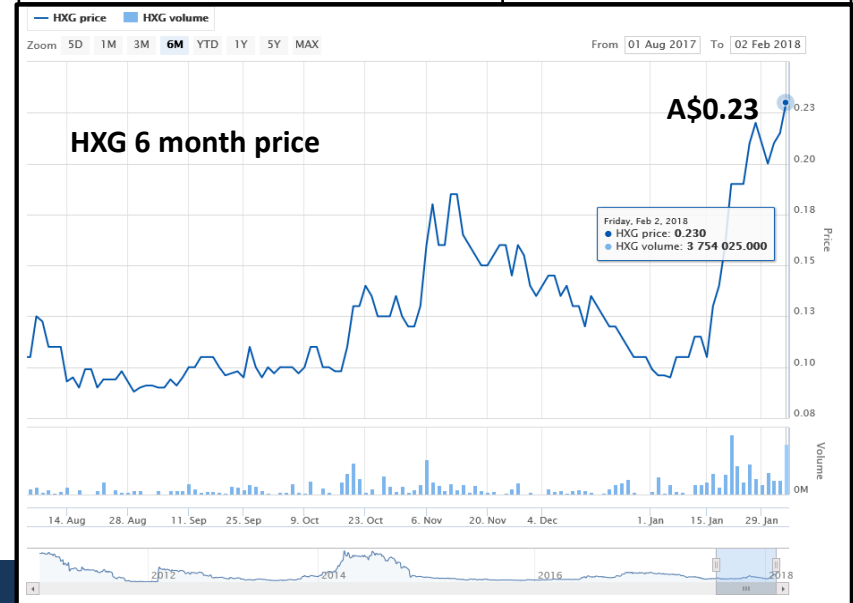 HXG price HXG volume
Zoom 5D 1M 3M 6M YTD 1Y 5Y MAX From 01 Aug 2017 To 02 Feb 2018
A$0.23
HXG 6 month price
Friday, Feb 2, 2018
HXG price: 0.230
HXG volume: 3 754 025.000
0.23
0.20
0.18
0.15
0.13
0.10
0.08
Price
Volume
0M
14. Aug 28. Aug 11. Sep 25. Sep 9. Oct 23. Oct 6. Nov 20. Nov 4. Dec 1. Jan 15. Jan 29. Jan
2012 2014 2016 2018